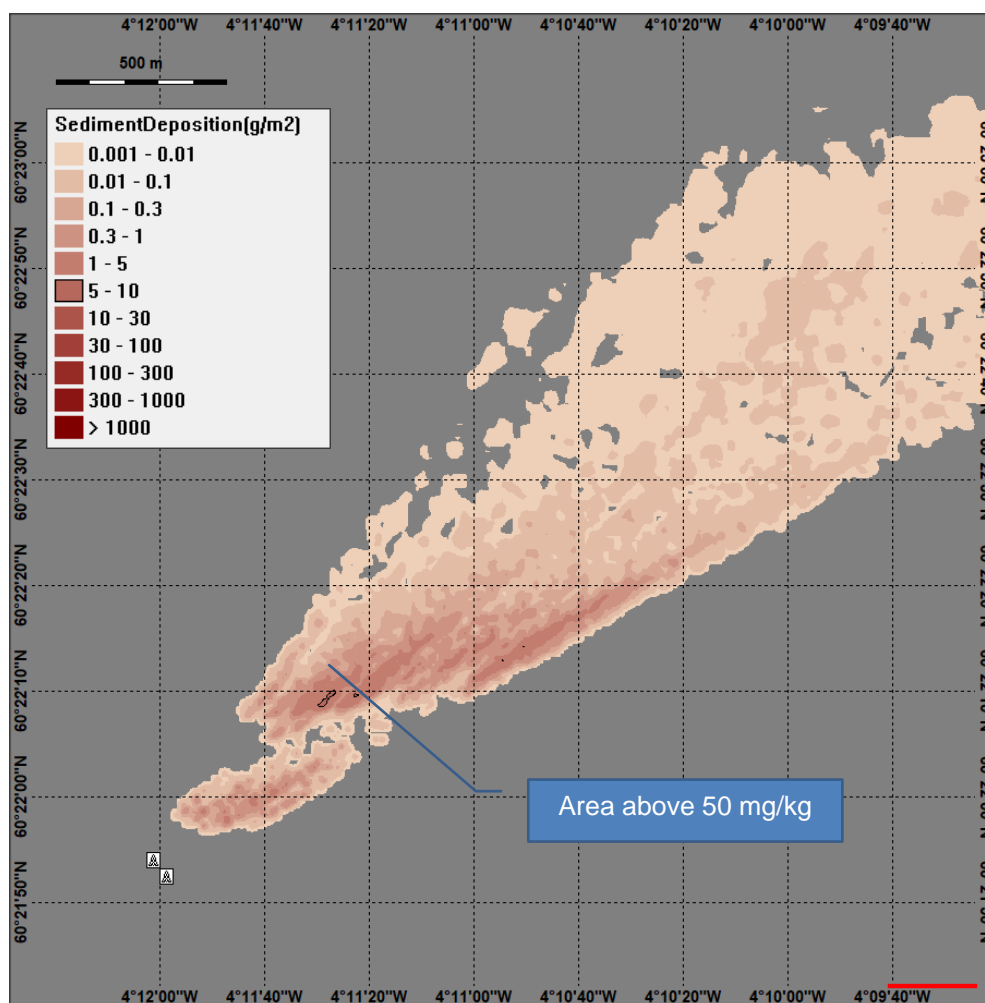 4°12'00"W 4°11'40"W 4°11'20"W 4°11'00"W 4°10'40"W 4°10'20"W 4°10'00"W 4°09'40"W
500 m
SedimentDeposition(g/m2)
0.001 - 0.01
0.01 - 0.1
0.1 - 0.3
0.3 - 1
1 - 5
5 - 10
10 - 30
30 - 100
100 - 300
300 - 1000
> 1000
60°23'00"N
60°22'50"N
60°22'40"N
60°22'30"N
60°22'20"N
60°22'10"N
60°22'00"N
60°21'50"N
Area above 50 mg/kg
4°12'00"W 4°11'40"W 4°11'20"W 4°11'00"W 4°10'40"W 4°10'20"W 4°10'00"W 4°09'40"W